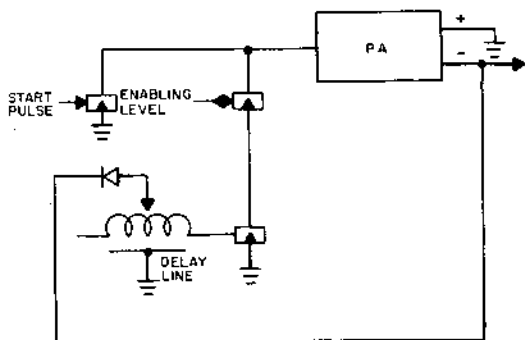 +
PA
-
START
PULSE
ENABLING
LEVEL
DELAY
LINE